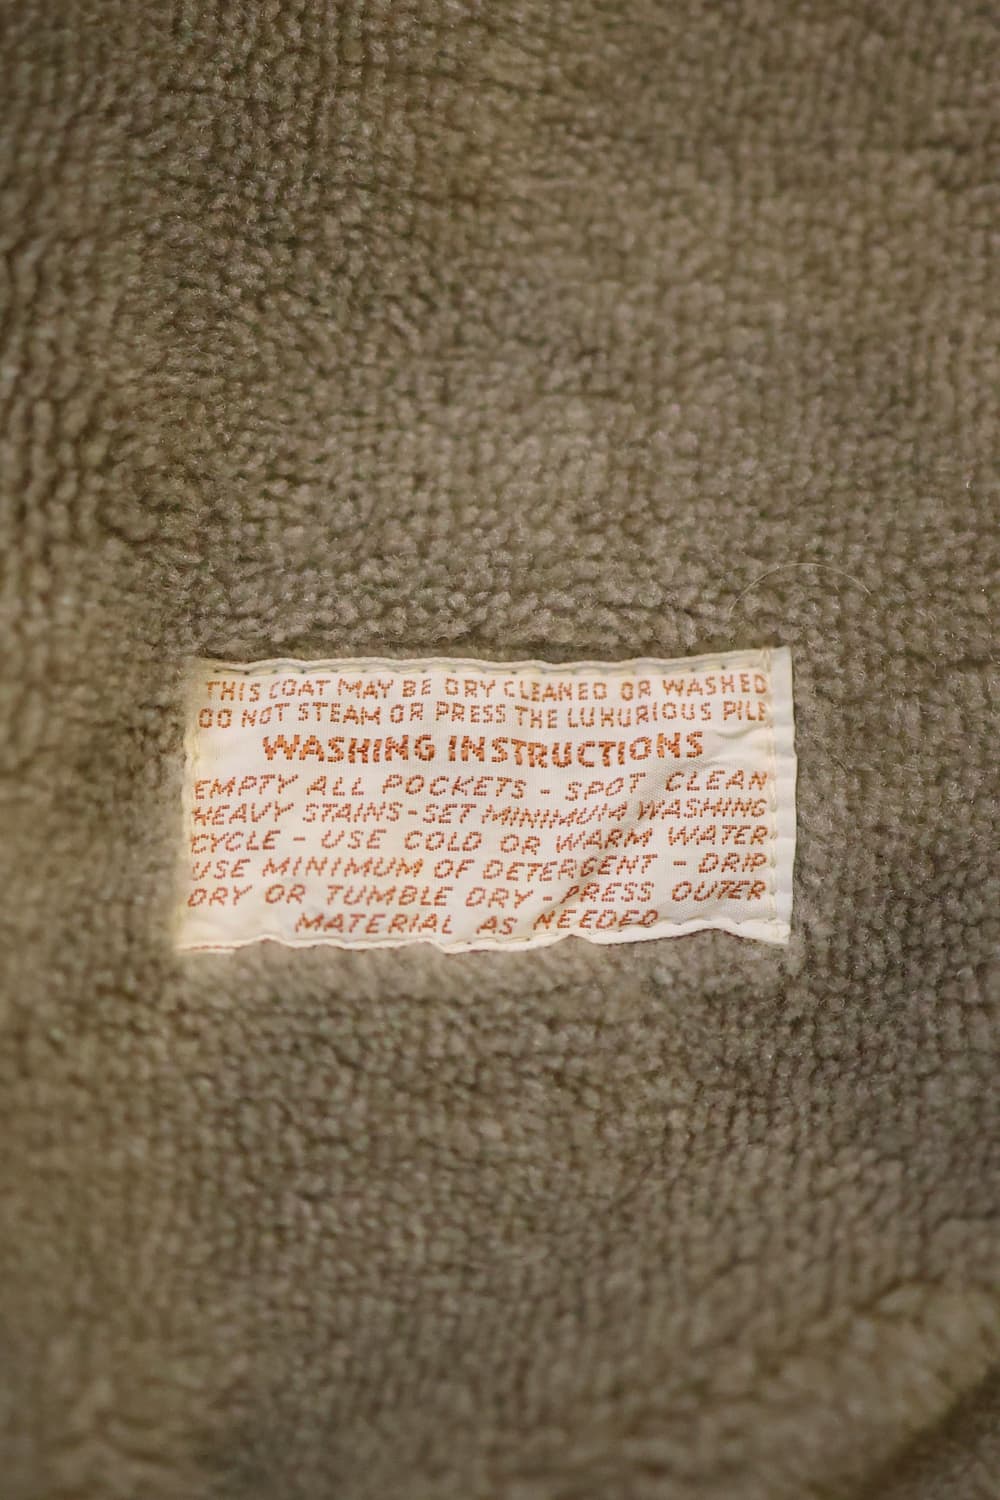 THIS COAT MAY BE DRY CLEANED OR WASHED
DO NOT STEAM OR PRESS THE LUXURIOUS PILE
WASHING INSTRUCTIONS
EMPTY ALL POCKETS - SPOT CLEAN
HEAVY STAINS-SET MINIMUM WASHING
CYCLE - USE COLD OR WARM WATER
USE MINIMUM OF DETERGENT - DRIP
DRY OR TUMBLE DRY - PRESS OUTER
MATERIAL AS NEEDED